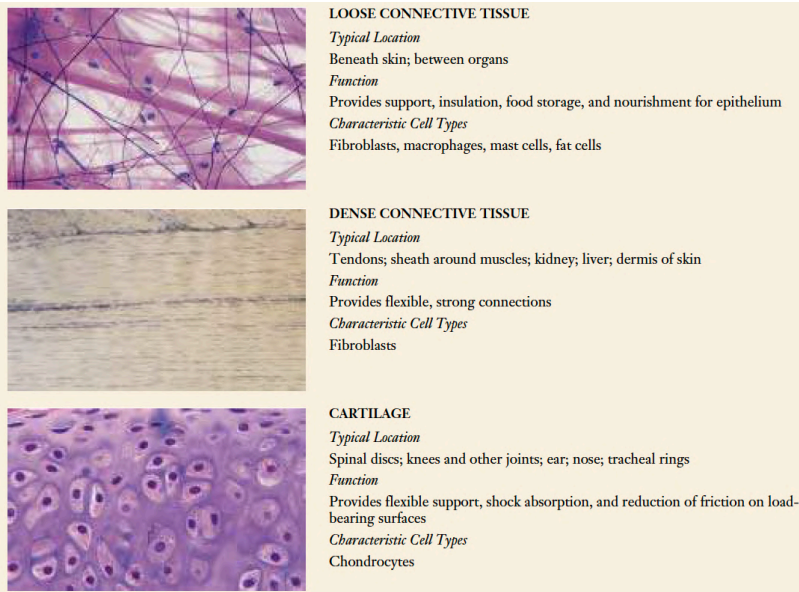 LOOSE CONNECTIVE TISSUE
Typical Location
Beneath skin; between organs
Function
Provides support, insulation, food storage, and nourishment for epithelium
Characteristic Cell Types
Fibroblasts, macrophages, mast cells, fat cells
DENSE CONNECTIVE TISSUE
Typical Location
Tendons; sheath around muscles; kidney; liver; dermis of skin
Function
Provides flexible, strong connections
Characteristic Cell Types
Fibroblasts
CARTILAGE
Typical Location
Spinal discs; knees and other joints; ear; nose; tracheal rings
Function
Provides flexible support, shock absorption, and reduction of friction on load-
bearing surfaces
Characteristic Cell Types
Chondrocytes